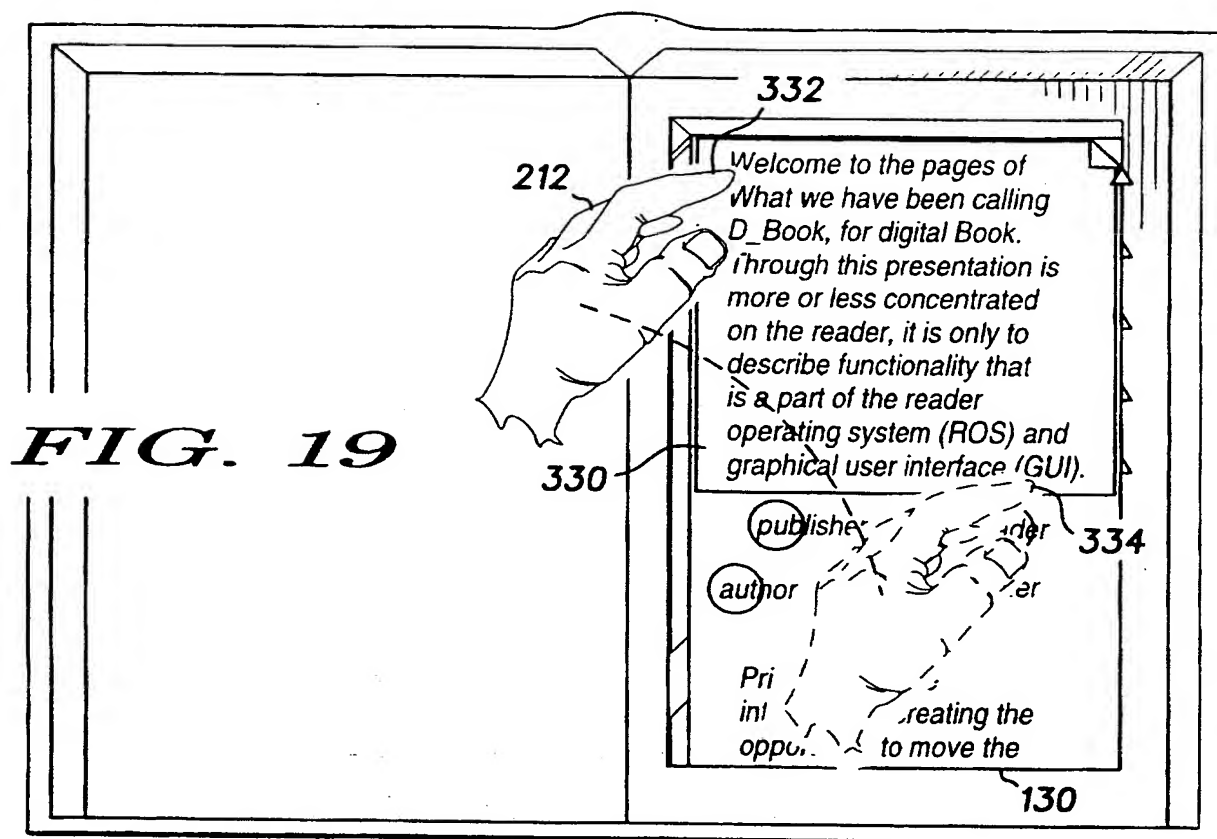 332
212
Welcome to the pages of
What we have been calling
D_Book, for digital Book.
Through this presentation is
more or less concentrated
on the reader, it is only to
describe functionality that
is a part of the reader
operating system (ROS) and
graphical user interface (GUI).
FIG. 19
330
publisher
334
author
Pri
int reating the
to move the
130